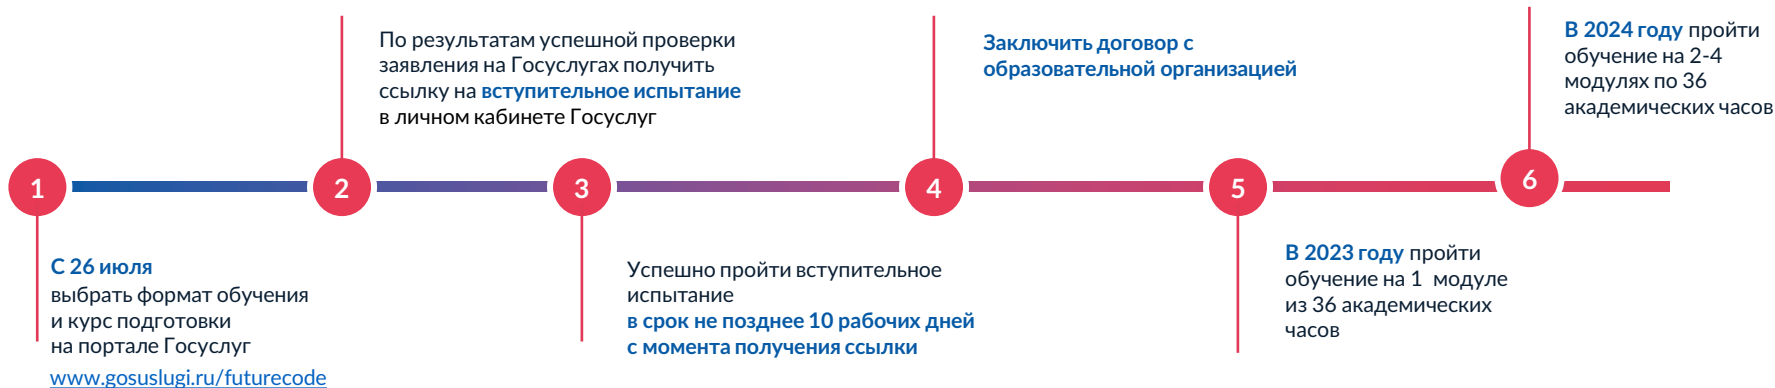 1
С 26 июля
выбрать формат обучения
и курс подготовки
на портале Госуслуг
www.gosuslugi.ru/futurecode
2
По результатам успешной проверки
заявления на Госуслугах получить
ссылку на вступительное испытание
в личном кабинете Госуслуг
3
Успешно пройти вступительное
испытание
в срок не позднее 10 рабочих дней
с момента получения ссылки
4
Заключить договор с
образовательной организацией
5
В 2023 году пройти
обучение на 1 модуле
из 36 академических
часов
6
В 2024 году пройти
обучение на 2-4
модулях по 36
академических часов